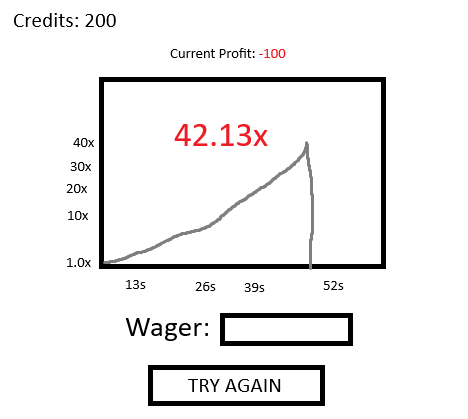 Credits: 200
Current Profit: -100
42.13x
40x
30x
20x
10x
1.0x
13s 26s 39s 52s
Wager:
TRY AGAIN